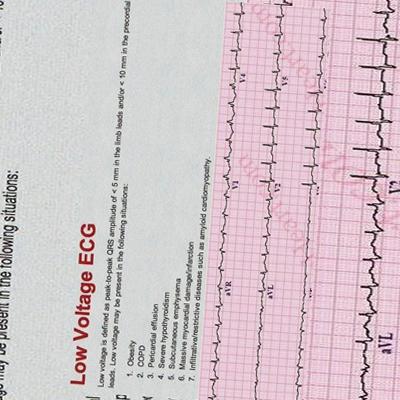 ge may be present in the following situations:
Low Voltage ECG
Low voltage is defined as peak-to-peak QRS amplitude of < 5 mm in the limb leads and/or < 10 mm in the precordial
leads. Low voltage may be present in the following situations:
1. Obesity
2. COPD
3. Pericardial effusion
4. Severe hypothyroidism
5. Subcutaneous emphysema
6. Massive myocardial damage/infarction
7. Infiltrative/restrictive diseases such as amyloid cardiomyopathy.
aVR V1 V4
aVL V2 V5
aVL